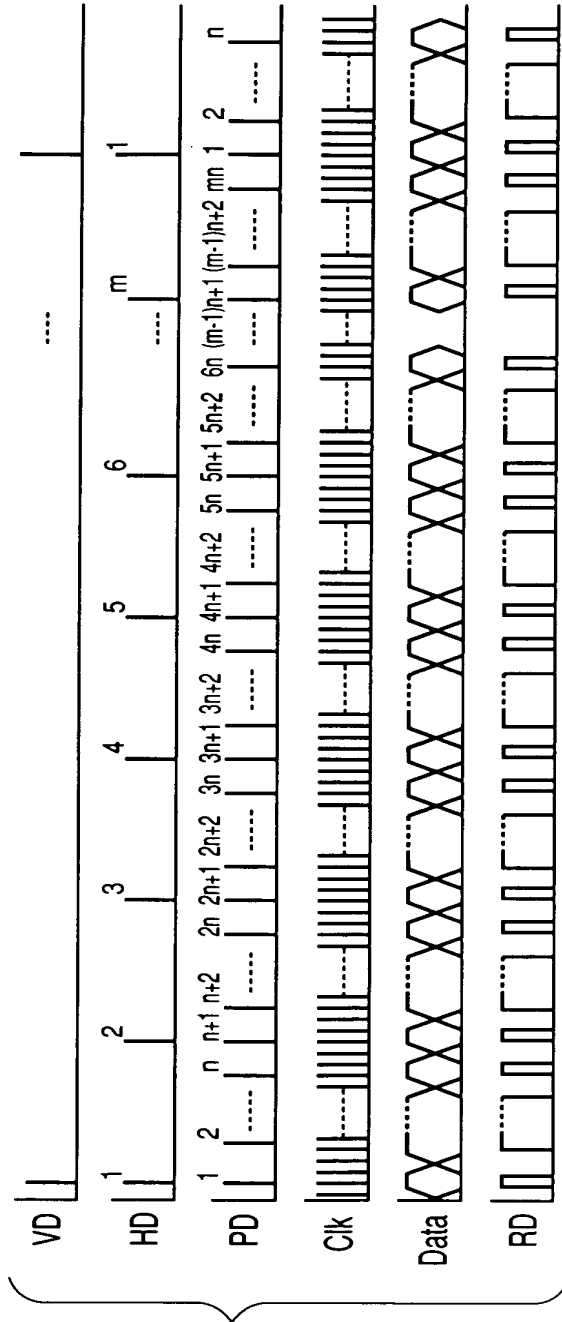 VD
HD 1 2 3 4 5 6 m 1
PD 1 2 n n+1 n+2 2n 2n+1 2n+2 3n 3n+1 3n+2 4n 4n+1 4n+2 5n 5n+1 5n+2 6n (m-1)n+1 (m-1)n+2 mn 1 2 n
Clk
Data
RD